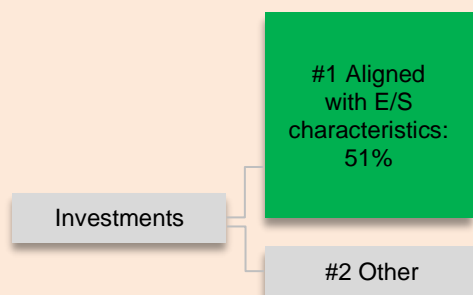 #1 Aligned
with E/S
characteristics:
51%
Investments
#2 Other